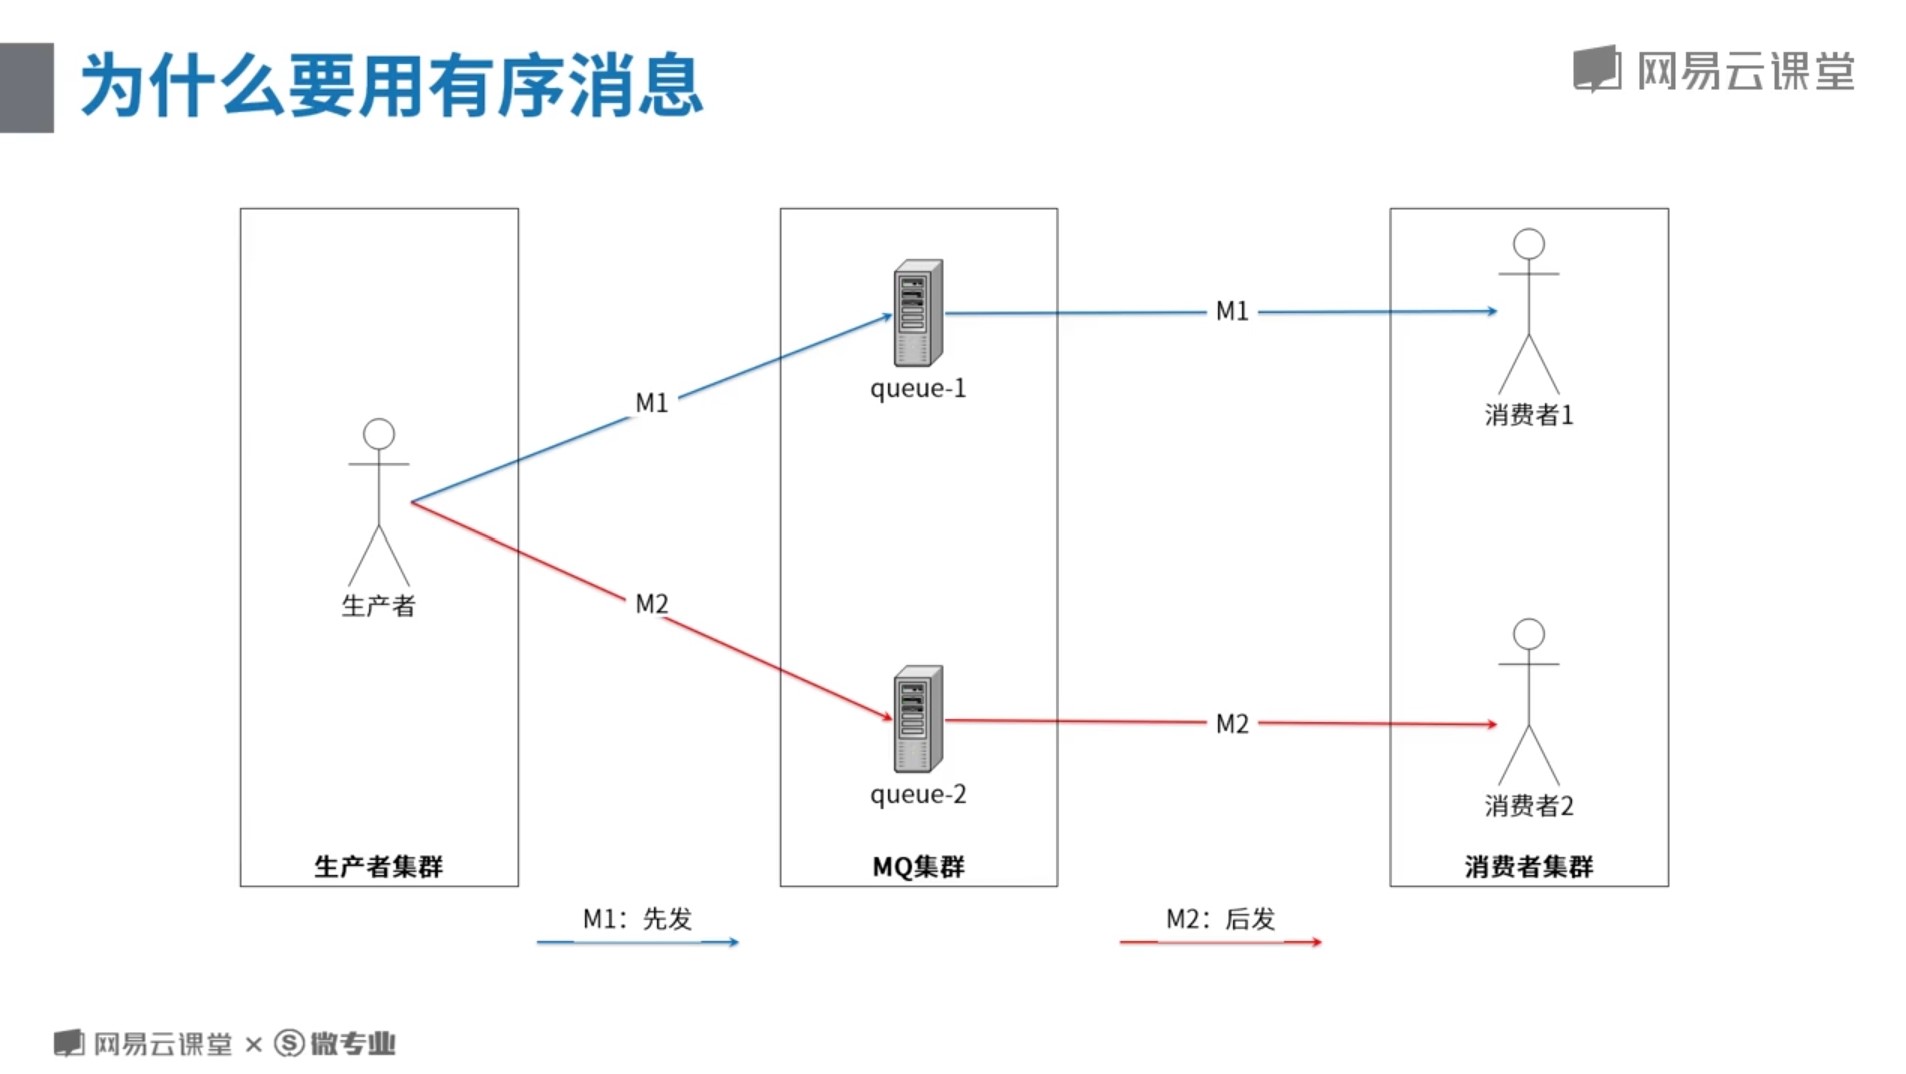 为什么要用有序消息
网易云课堂
M1
queue-1
消费者1
M1
生产者
M2
M2
queue-2
消费者2
生产者集群
MQ集群
消费者集群
M1：先发
M2：后发
网易云课堂 × S 微专业